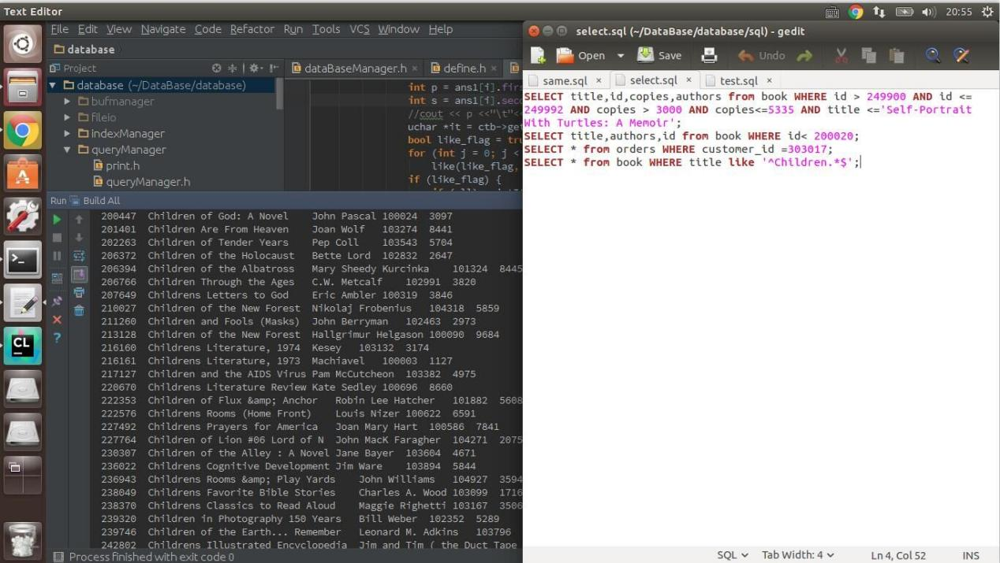 Text Editor
20:55
File Edit View Navigate Code Refactor Run Tools VCS Window Help
database
Project
dataBaseManager.h × define.h ×
database (~/DataBase/database)
bufmanager
fileio
indexManager
queryManager
print.h
queryManager.h
int p = ans1[i].firs
int s = ans1[i].seco
//cout << p <<"\t"<<
uchar *it = ctb->get
bool like_flag = tru
for (int j = 0; j <
like(like_flag,
if (like_flag) {
Run Build All
200447 Children of God: A Novel John Pascal 100024 3097
201401 Children Are From Heaven Joan Wolf 103274 8441
202263 Children of Tender Years Pep Coll 103543 5704
206372 Children of the Holocaust Bette Lord 102832 2647
206394 Children of the Albatross Mary Sheedy Kurcinka 101324 8445
206766 Children Through the Ages C.W. Metcalf 102991 3820
207649 Childrens Letters to God Eric Ambler 100319 3846
210027 Children of the New Forest Nikolaj Frobenius 104318 5859
211260 Children and Fools (Masks) John Berryman 102463 2973
213128 Children of the New Forest Hallgrimur Helgason 100090 9684
216160 Childrens Literature, 1974 Kesey 103132 3174
216161 Childrens Literature, 1973 Machiavel 100003 1127
217127 Children and the AIDS Virus Pam McCutcheon 103382 4975
220670 Childrens Literature Review Kate Sedley 100696 8660
222353 Children of Flux &amp; Anchor Robin Lee Hatcher 101882 5608
222576 Childrens Rooms (Home Front) Louis Nizer 100622 6591
227492 Childrens Prayers for America Joan Mary Hart 100586 7841
227764 Children of Lion #06 Lord of N John MacK Faragher 104271 2075
230307 Children of the Alley : A Novel Jane Bayer 103604 4671
236022 Childrens Cognitive Development Jim Ware 103894 5844
236943 Childrens Rooms &amp; Play Yards John Williams 104927 3594
238049 Childrens Favorite Bible Stories Charles A. Wood 103099 1716
238370 Childrens Classics to Read Aloud Maggie Righetti 103167 3506
239320 Children in Photography 150 Years Bill Weber 102352 5289
239746 Children of the Earth... Remember Leonard M. Adkins 103796
242802 Childrens Illustrated Encyclopedia Jim and Tim ( the Duct Tape
Process finished with exit code 0
CL
select.sql (~/DataBase/database/sql) - gedit
Open Save Undo
same.sql × select.sql × test.sql ×
SELECT title,id,copies,authors from book WHERE id > 249900 AND id <=
249992 AND copies > 3000 AND copies<=5335 AND title <='Self-Portrait
With Turtles: A Memoir';
SELECT title,authors,id from book WHERE id< 200020;
SELECT * from orders WHERE customer_id =303017;
SELECT * from book WHERE title like '^Children.*$';
SQL Tab Width: 4 Ln 4, Col 52 INS